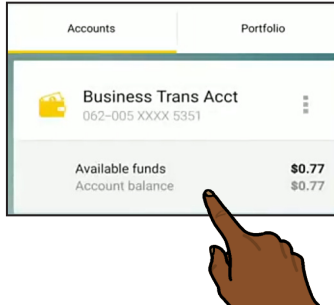 Accounts Portfolio
Business Trans Acct
062-005 XXXX 5351
Available funds $0.77
Account balance $0.77